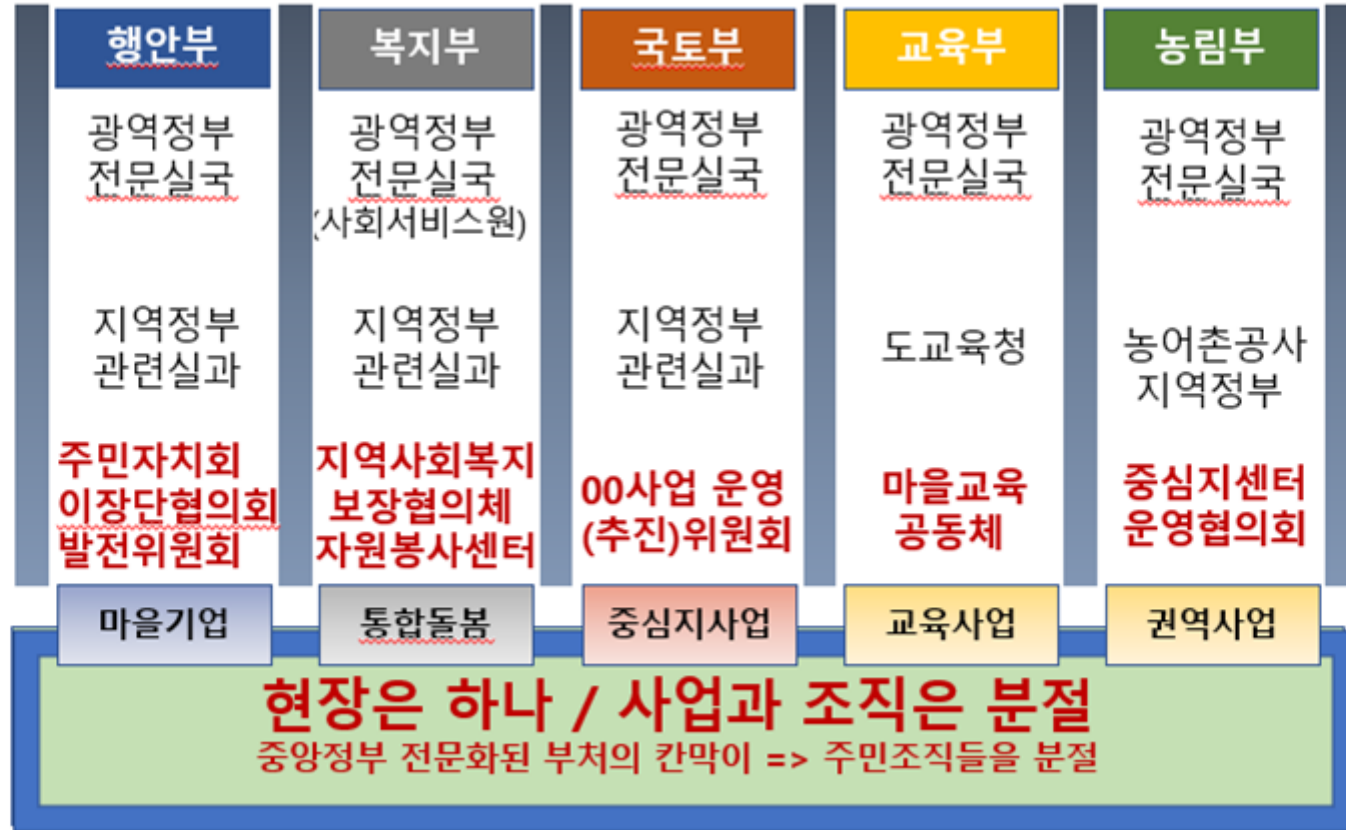 행안부
광역정부
전문실국
지역정부
관련실과
주민자치회
이장단협의회
발전위원회
마을기업
복지부
광역정부
전문실국
(사회서비스원)
지역정부
관련실과
지역사회복지
보장협의체
자원봉사센터
통합돌봄
국토부
광역정부
전문실국
지역정부
관련실과
00사업 운영
(추진)위원회
중심지사업
교육부
광역정부
전문실국
도교육청
마을교육
공동체
교육사업
농림부
광역정부
전문실국
농어촌공사
지역정부
중심지센터
운영협의회
권역사업
현장은 하나 / 사업과 조직은 분절
중앙정부 전문화된 부처의 칸막이 => 주민조직들을 분절